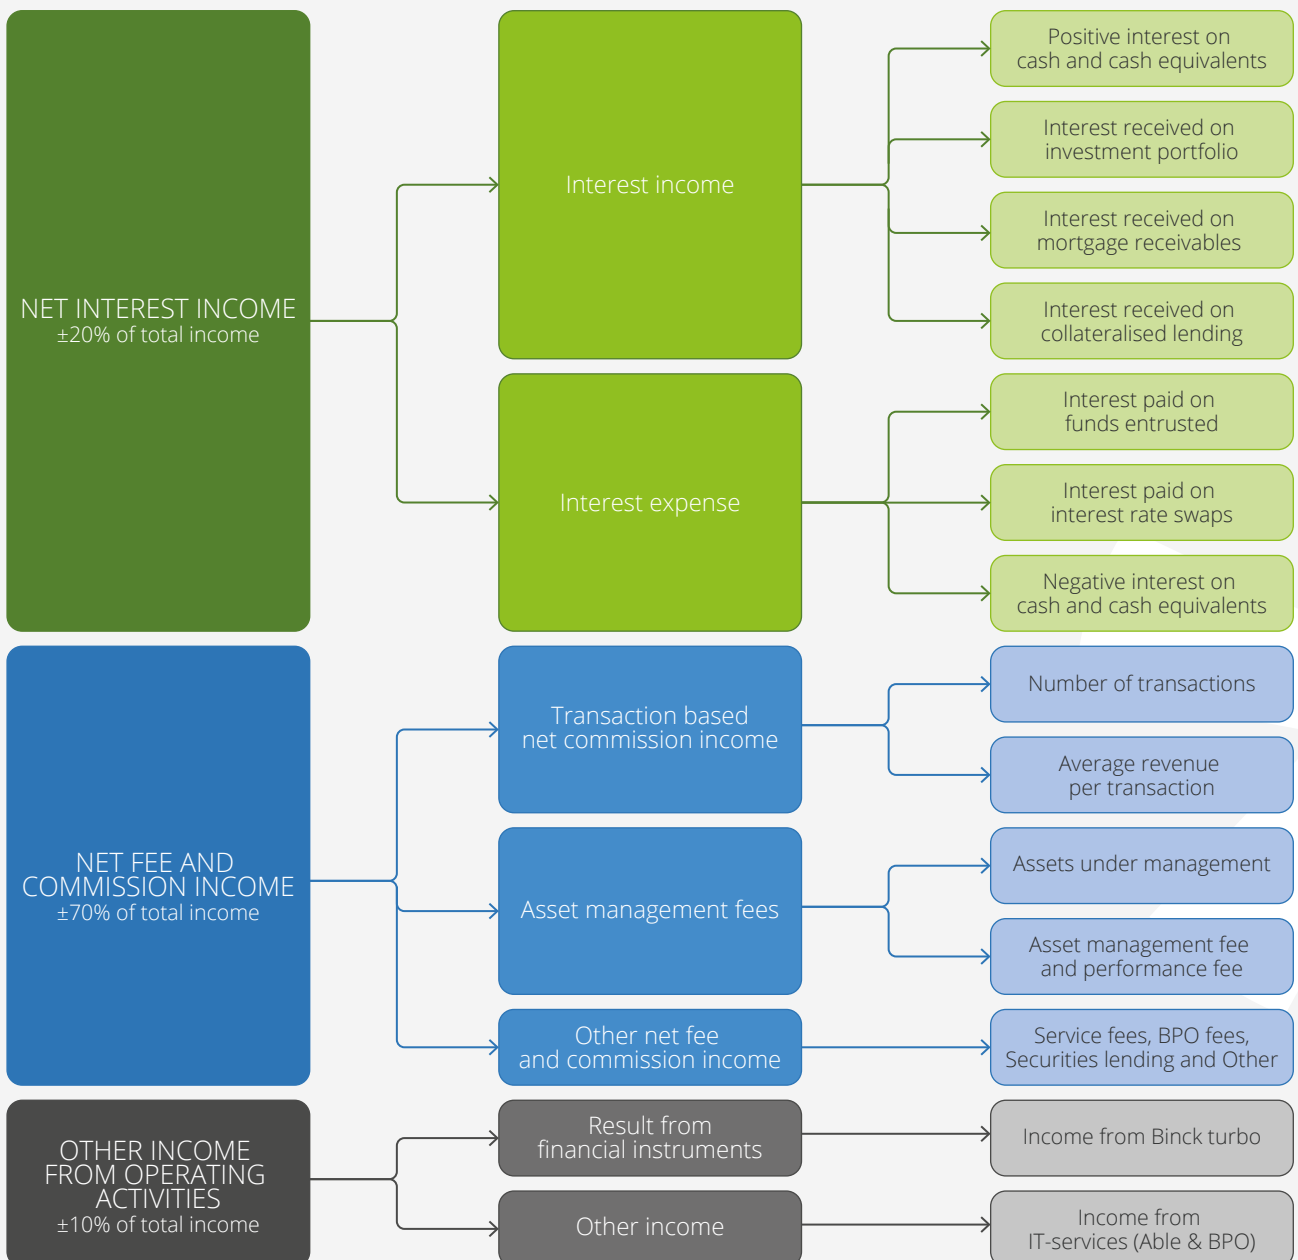 NET INTEREST INCOME
±20% of total income
Interest income
Positive interest on
cash and cash equivalents
Interest received on
investment portfolio
Interest received on
mortgage receivables
Interest received on
collateralised lending
Interest expense
Interest paid on
funds entrusted
Interest paid on
interest rate swaps
Negative interest on
cash and cash equivalents
NET FEE AND
COMMISSION INCOME
±70% of total income
Transaction based
net commission income
Number of transactions
Average revenue
per transaction
Asset management fees
Assets under management
Asset management fee
and performance fee
Other net fee
and commission income
Service fees, BPO fees,
Securities lending and Other
OTHER INCOME
FROM OPERATING
ACTIVITIES
±10% of total income
Result from
financial instruments
Income from Binck turbo
Other income
Income from
IT-services (Able & BPO)